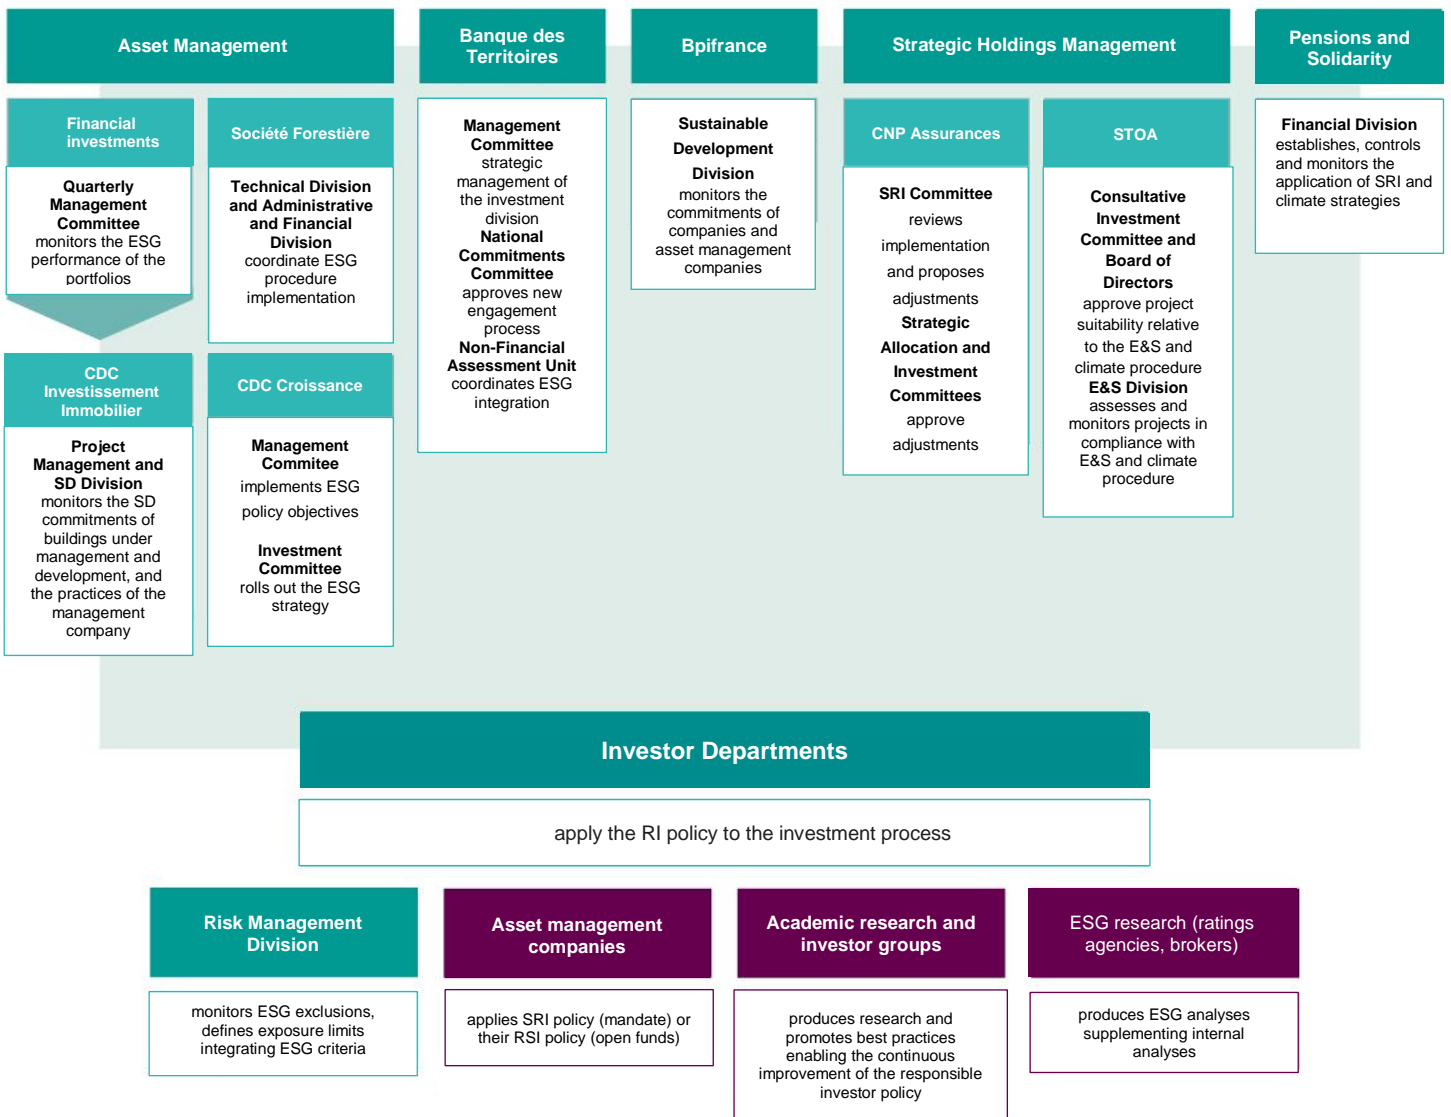 Asset Management
Banque des
Territoires
Bpifrance
Strategic Holdings Management
Pensions and
Solidarity
Financial
investments
Quarterly
Management
Committee
monitors the ESG
performance of the
portfolios
Société Forestière
Technical Division
and Administrative
and Financial
Division
coordinate ESG
procedure
implementation
CDC
Investissement
Immobilier
Project
Management and
SD Division
monitors the SD
commitments of
buildings under
management and
development, and
the practices of the
management
company
CDC Croissance
Management
Commitee
implements ESG
policy objectives
Investment
Committee
rolls out the ESG
strategy
Management
Committee
strategic
management of
the investment
division
National
Commitments
Committee
approves new
engagement
process
Non-Financial
Assessment Unit
coordinates ESG
integration
Sustainable
Development
Division
monitors the
commitments of
companies and
asset management
companies
CNP Assurances
SRI Committee
reviews
implementation
and proposes
adjustments
Strategic
Allocation and
Investment
Committees
approve
adjustments
STOA
Consultative
Investment
Committee and
Board of
Directors
approve project
suitability relative
to the E&S and
climate procedure
E&S Division
assesses and
monitors projects in
compliance with
E&S and climate
procedure
Financial Division
establishes, controls
and monitors the
application of SRI and
climate strategies
Investor Departments
apply the RI policy to the investment process
Risk Management
Division
monitors ESG exclusions,
defines exposure limits
integrating ESG criteria
Asset management
companies
applies SRI policy (mandate) or
their RSI policy (open funds)
Academic research and
investor groups
produces research and
promotes best practices
enabling the continuous
improvement of the responsible
investor policy
ESG research (ratings
agencies, brokers)
produces ESG analyses
supplementing internal
analyses